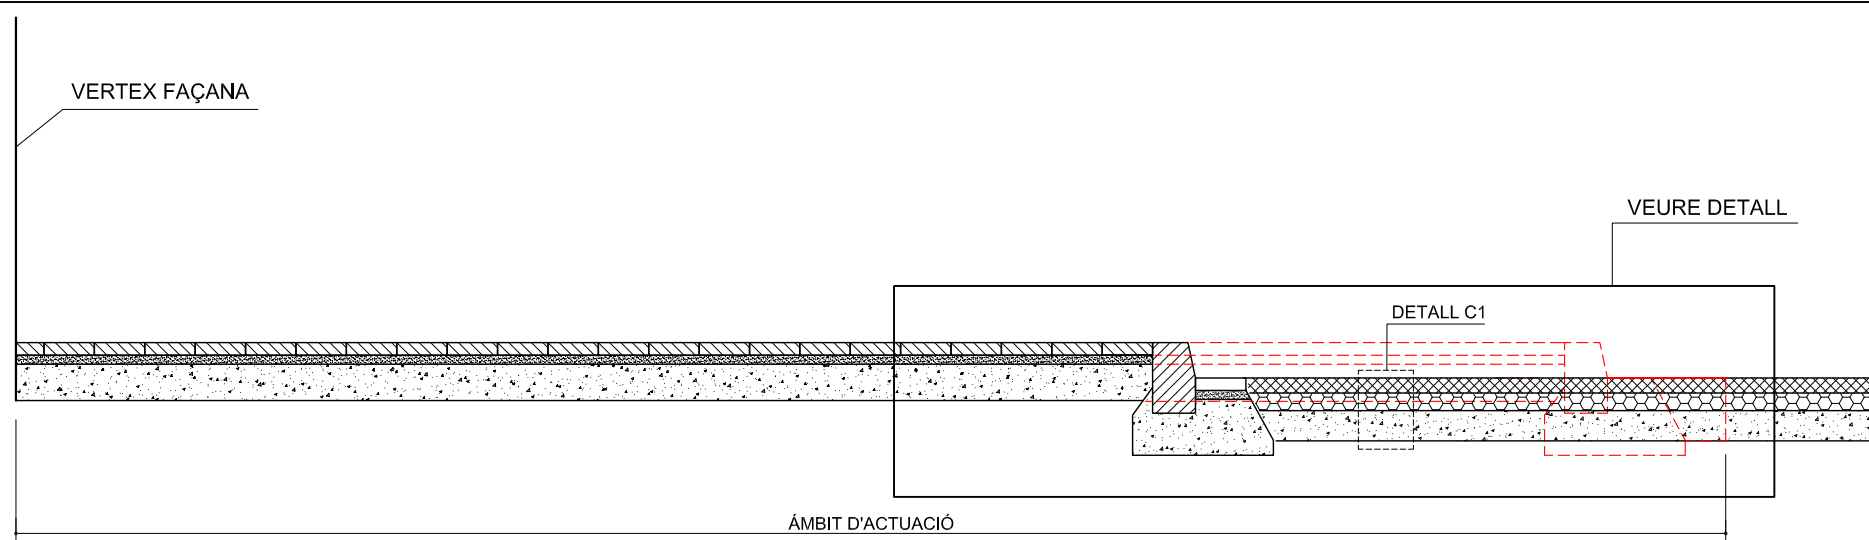 VERTEX FAÇANA
VEURE DETALL
DETALL C1
ÁMBIT D'ACTUACIÓ